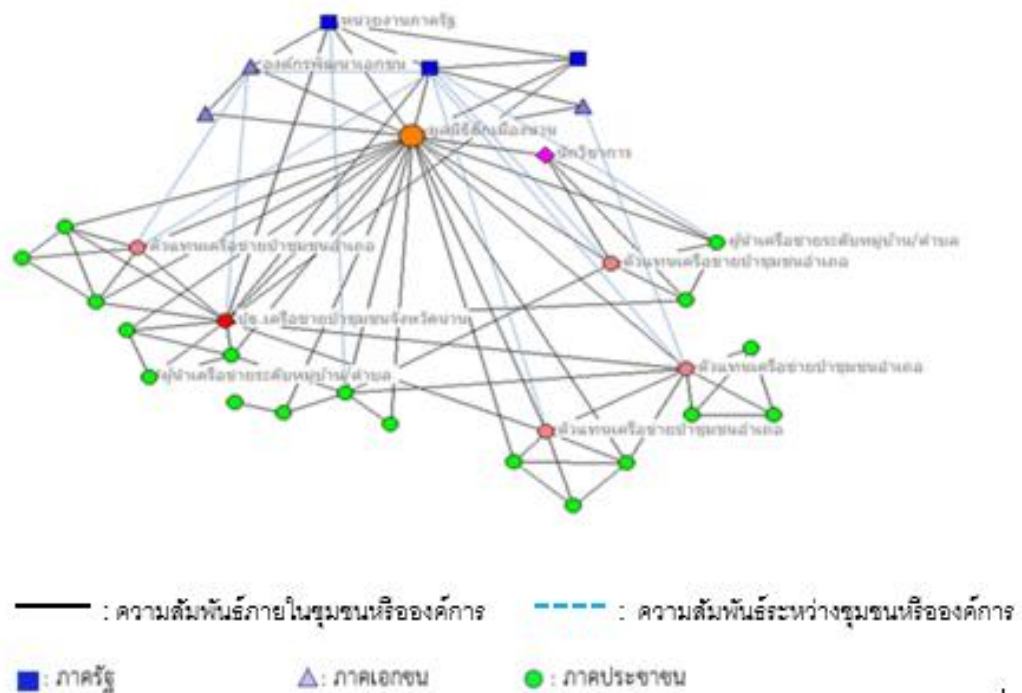 หน่วยงานภาครัฐ
องค์กรพัฒนาเอกชน
นักวิชาการ
ผู้นำเครือข่ายระดับหมู่บ้าน/ตำบล
ตัวแทนเครือข่ายป่าชุมชนอำเภอ
ตัวแทนเครือข่ายป่าชุมชนอำเภอ
ปธ.เครือข่ายป่าชุมชนจังหวัดน่าน
ตัวแทนเครือข่ายป่าชุมชนอำเภอ
ผู้นำเครือข่ายระดับหมู่บ้าน/ตำบล
ตัวแทนเครือข่ายป่าชุมชนอำเภอ
: ความสัมพันธ์ภายในชุมชนหรือองค์การ : ความสัมพันธ์ระหว่างชุมชนหรือองค์การ
: ภาครัฐ : ภาคเอกชน : ภาคประชาชน